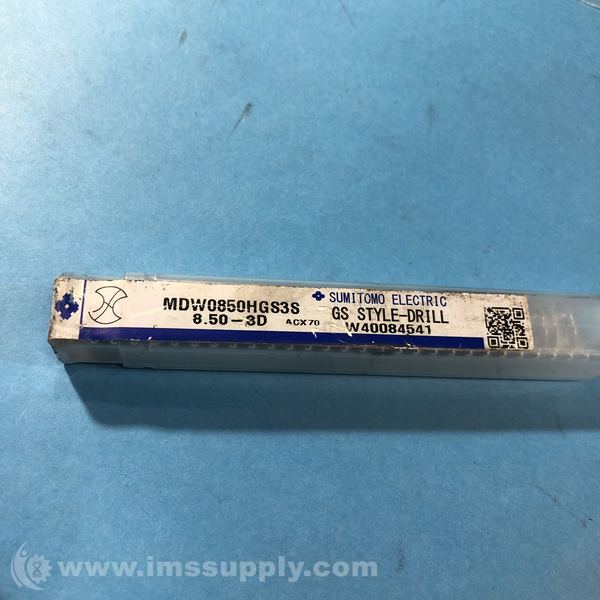 MDW0850HGS3S
8.50-3D ACX70
SUMITOMO ELECTRIC
GS STYLE-DRILL
W40084541
www.imssupply.com